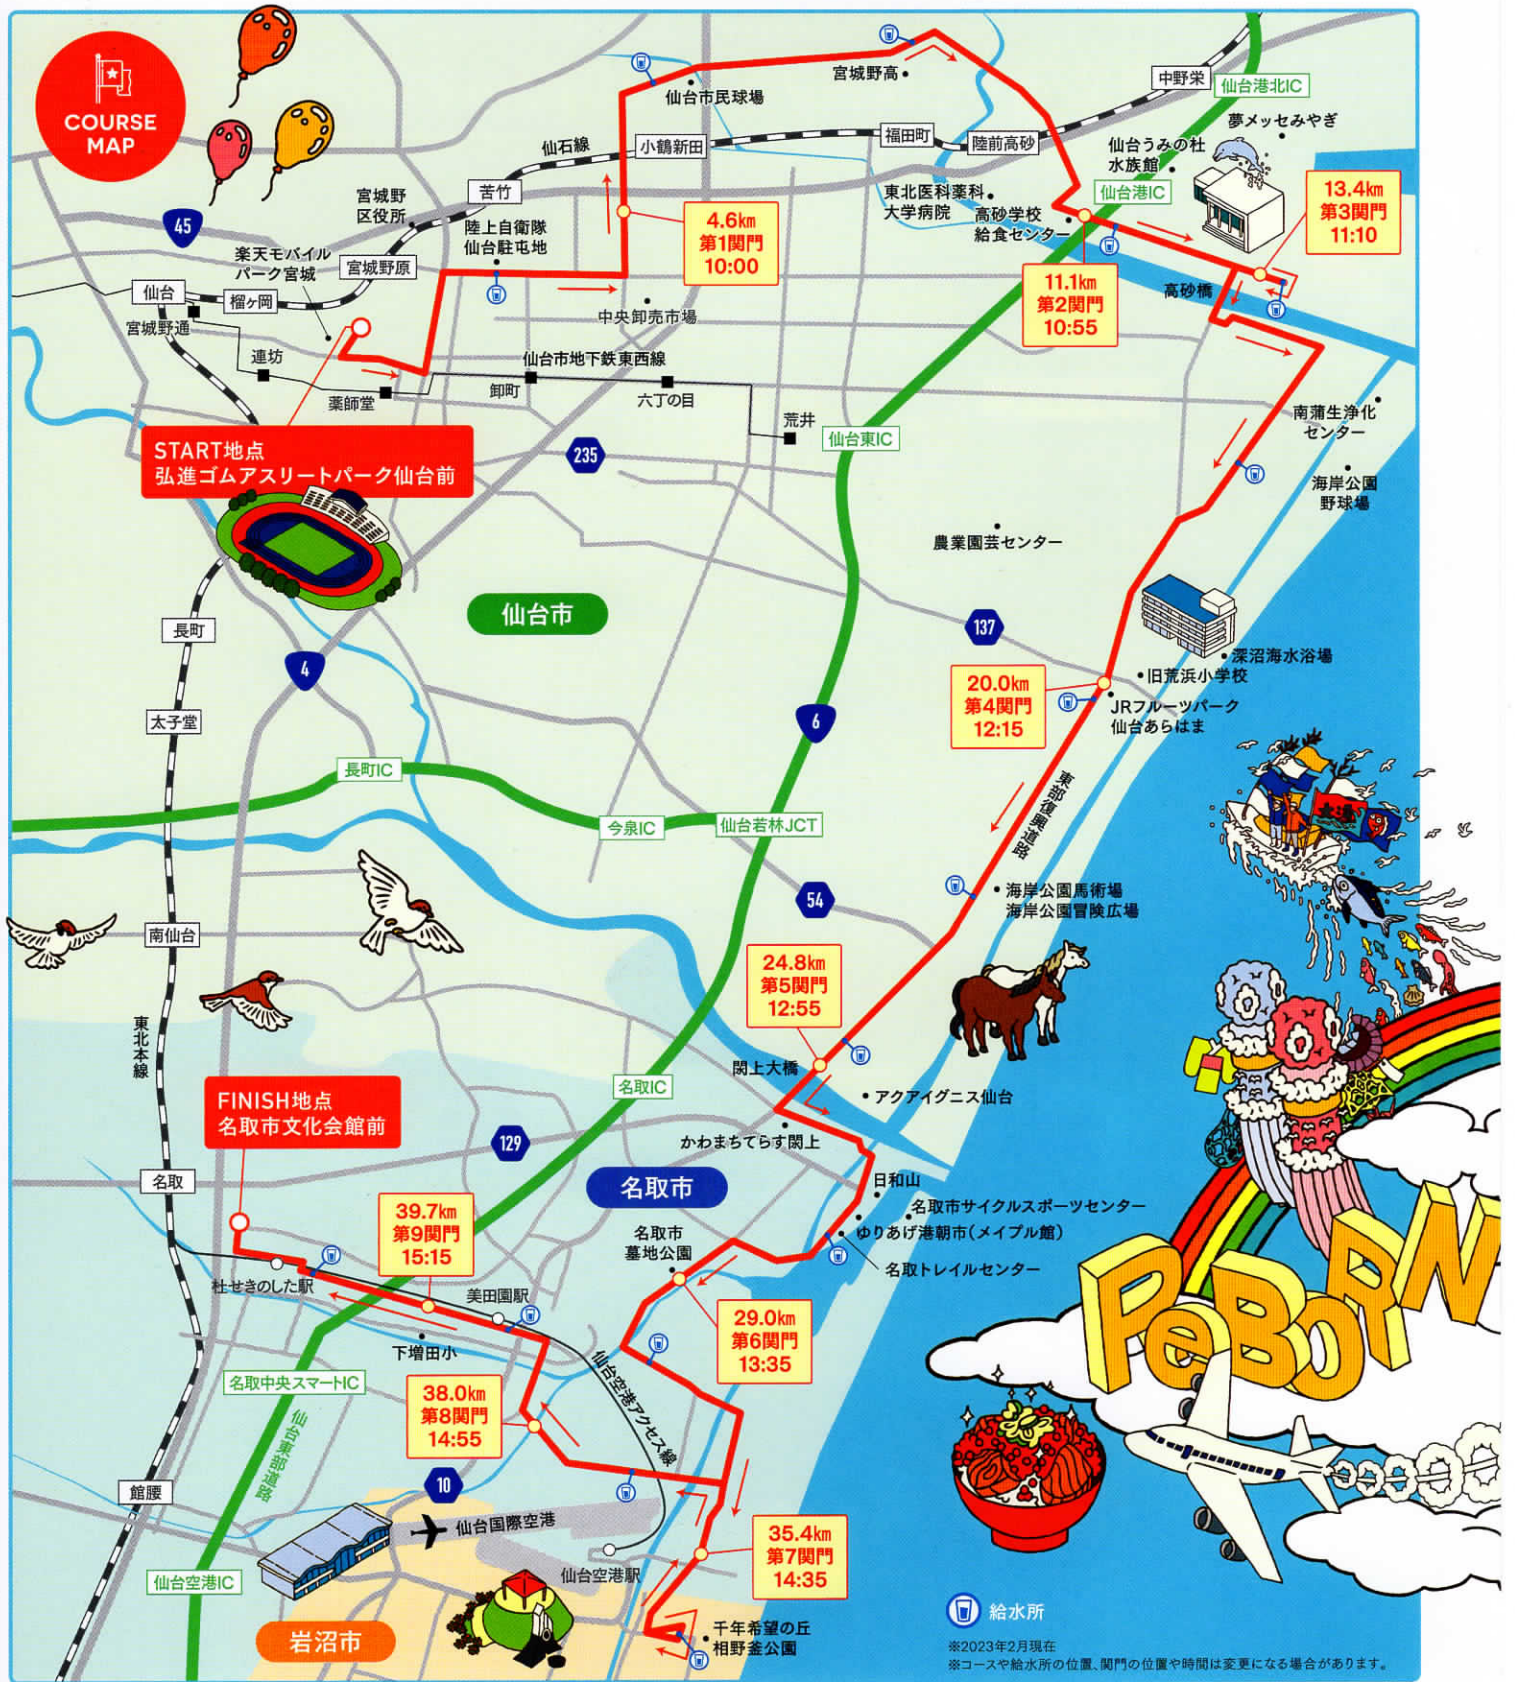 COURSE
MAP
宮城野高
仙台市民球場
中野栄
仙台港北IC
夢メッセみやぎ
仙石線
小鶴新田
福田町
陸前高砂
仙台うみの杜
水族館
仙台港IC
13.4km
第3関門
11:10
苦竹
宮城野
区役所
45
陸上自衛隊
仙台駐屯地
4.6km
第1関門
10:00
東北医科薬科
大学病院
高砂学校
給食センター
楽天モバイル
パーク宮城
宮城野原
仙台
榴ヶ岡
宮城野通
中央卸売市場
11.1km
第2関門
10:55
高砂橋
連坊
仙台市地下鉄東西線
薬師堂
卸町
六丁の目
荒井
仙台東IC
南蒲生浄化
センター
START地点
弘進ゴムアスリートパーク仙台前
235
海岸公園
野球場
農業園芸センター
仙台市
長町
137
4
深沼海水浴場
旧荒浜小学校
20.0km
第4関門
12:15
JRフルーツパーク
仙台あらはま
太子堂
6
長町IC
今泉IC
仙台若林JCT
東部復興道路
海岸公園馬術場
海岸公園冒険広場
54
南仙台
24.8km
第5関門
12:55
東北本線
閖上大橋
名取IC
アクアイグニス仙台
FINISH地点
名取市文化会館前
かわまちてらす閖上
129
名取
名取市
日和山
名取市サイクルスポーツセンター
ゆりあげ港朝市(メイプル館)
名取トレイルセンター
39.7km
第9関門
15:15
名取市
墓地公園
杜せきのした駅
美田園駅
29.0km
第6関門
13:35
下増田小
名取中央スマートIC
仙台空港アクセス線
38.0km
第8関門
14:55
ReBORN
仙台東部道路
館腰
10
仙台国際空港
35.4km
第7関門
14:35
仙台空港IC
仙台空港駅
千年希望の丘
相野釜公園
岩沼市
給水所
※2023年2月現在
※コースや給水所の位置、関門の位置や時間は変更になる場合があります。